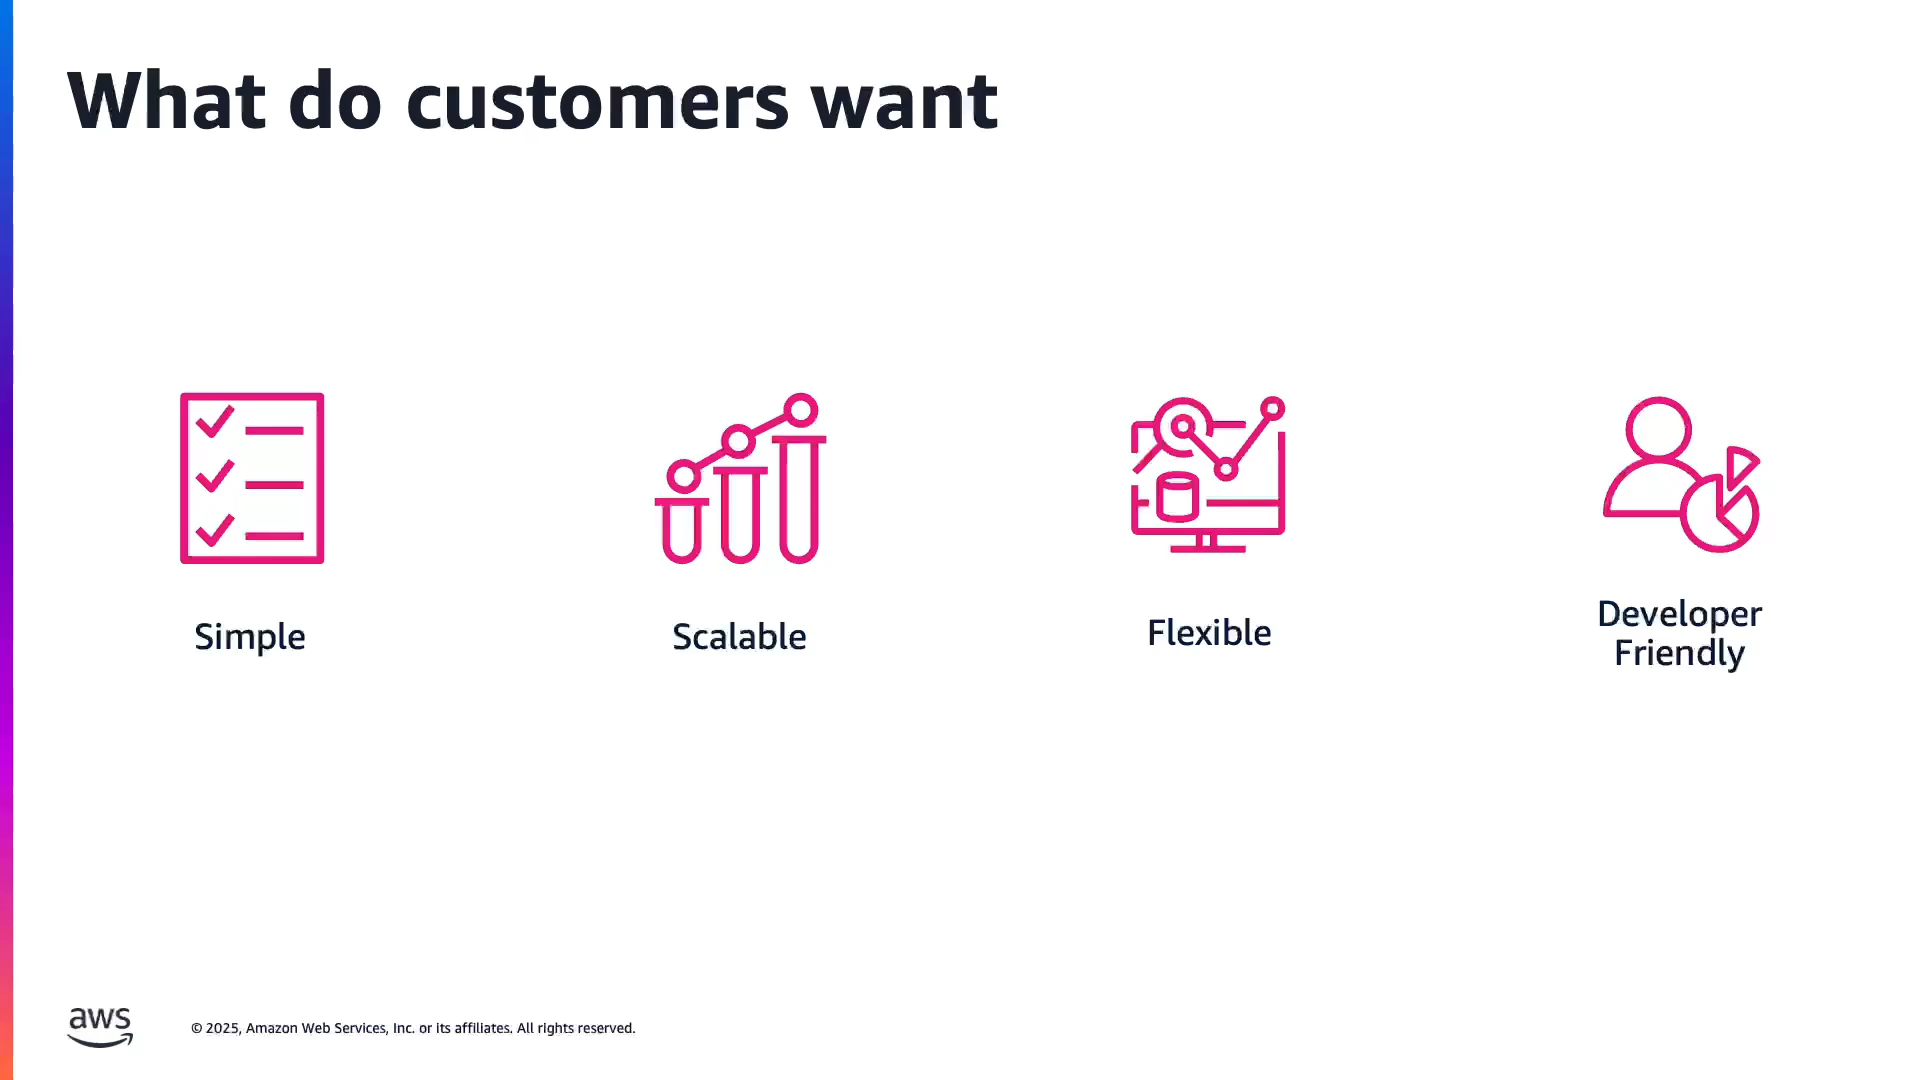 What do customers want
Simple
Scalable
Flexible
Developer
Friendly
aws
© 2025, Amazon Web Services, Inc. or its affiliates. All rights reserved.